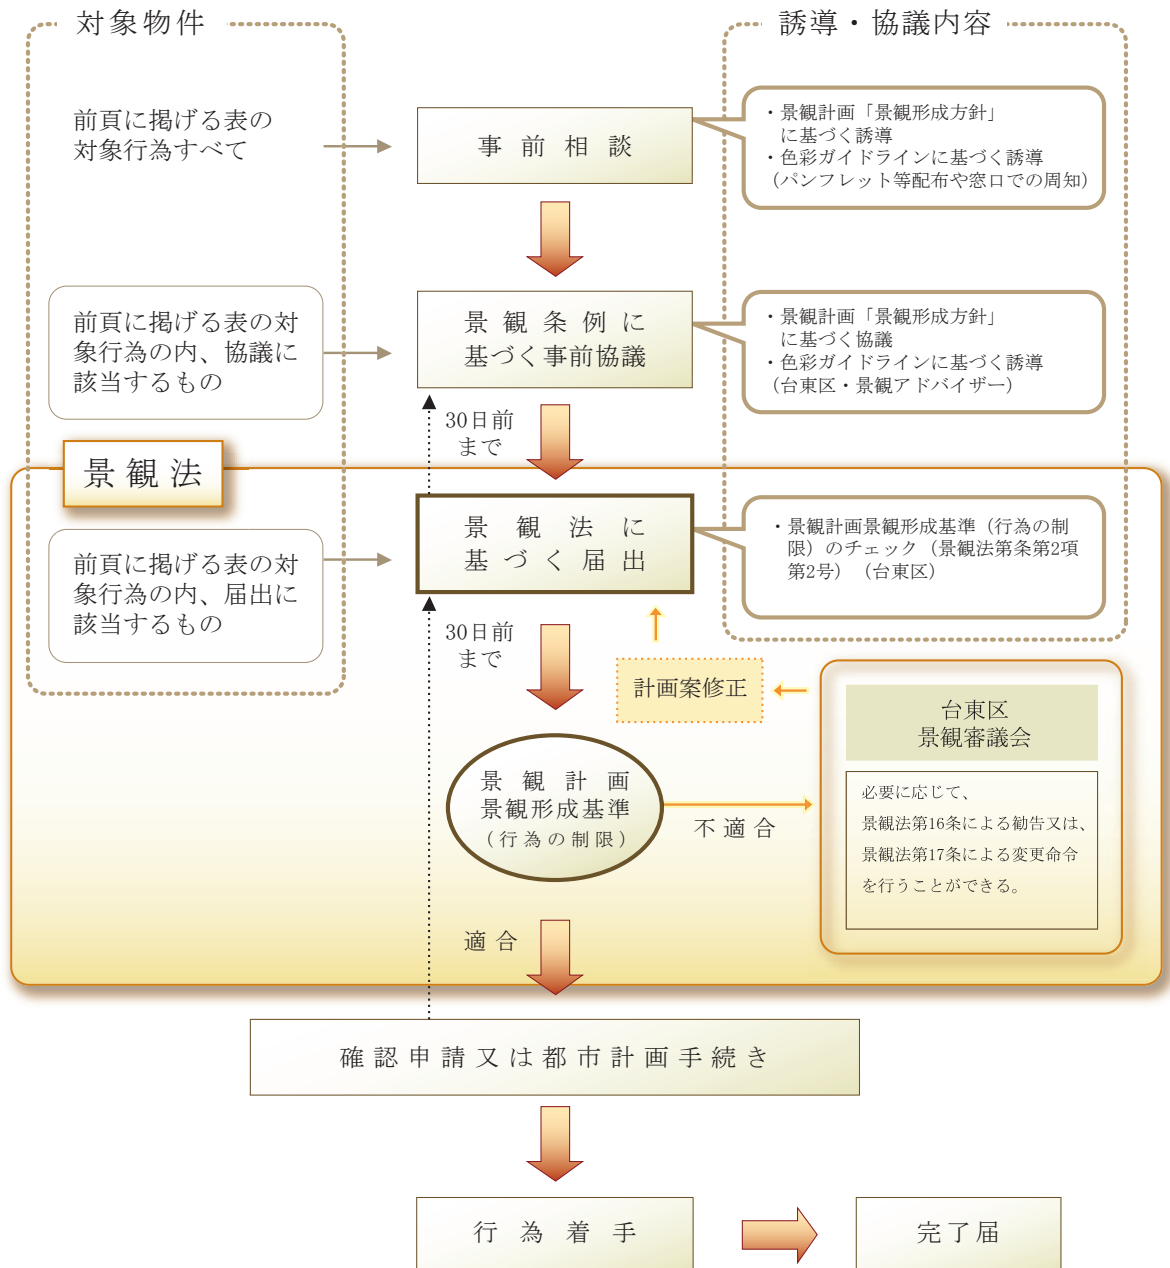 対象物件
誘導・協議内容
前頁に掲げる表の
対象行為すべて
事前相談
・景観計画「景観形成方針」
に基づく誘導
・色彩ガイドラインに基づく誘導
(パンフレット等配布や窓口での周知)
前頁に掲げる表の対
象行為の内、協議に
該当するもの
景観条例に
基づく事前協議
・景観計画「景観形成方針」
に基づく協議
・色彩ガイドラインに基づく誘導
(台東区・景観アドバイザー)
30日前
まで
景観法
前頁に掲げる表の対
象行為の内、届出に
該当するもの
景観法に
基づく届出
・景観計画景観形成基準（行為の制
限）のチェック（景観法第条第2項
第2号）（台東区）
30日前
まで
計画案修正
台東区
景観審議会
必要に応じて、
景観法第16条による勧告又は、
景観法第17条による変更命令
を行うことができる。
景観計画
景観形成基準
(行為の制限)
不適合
適合
確認申請又は都市計画手続き
行為着手
完了届